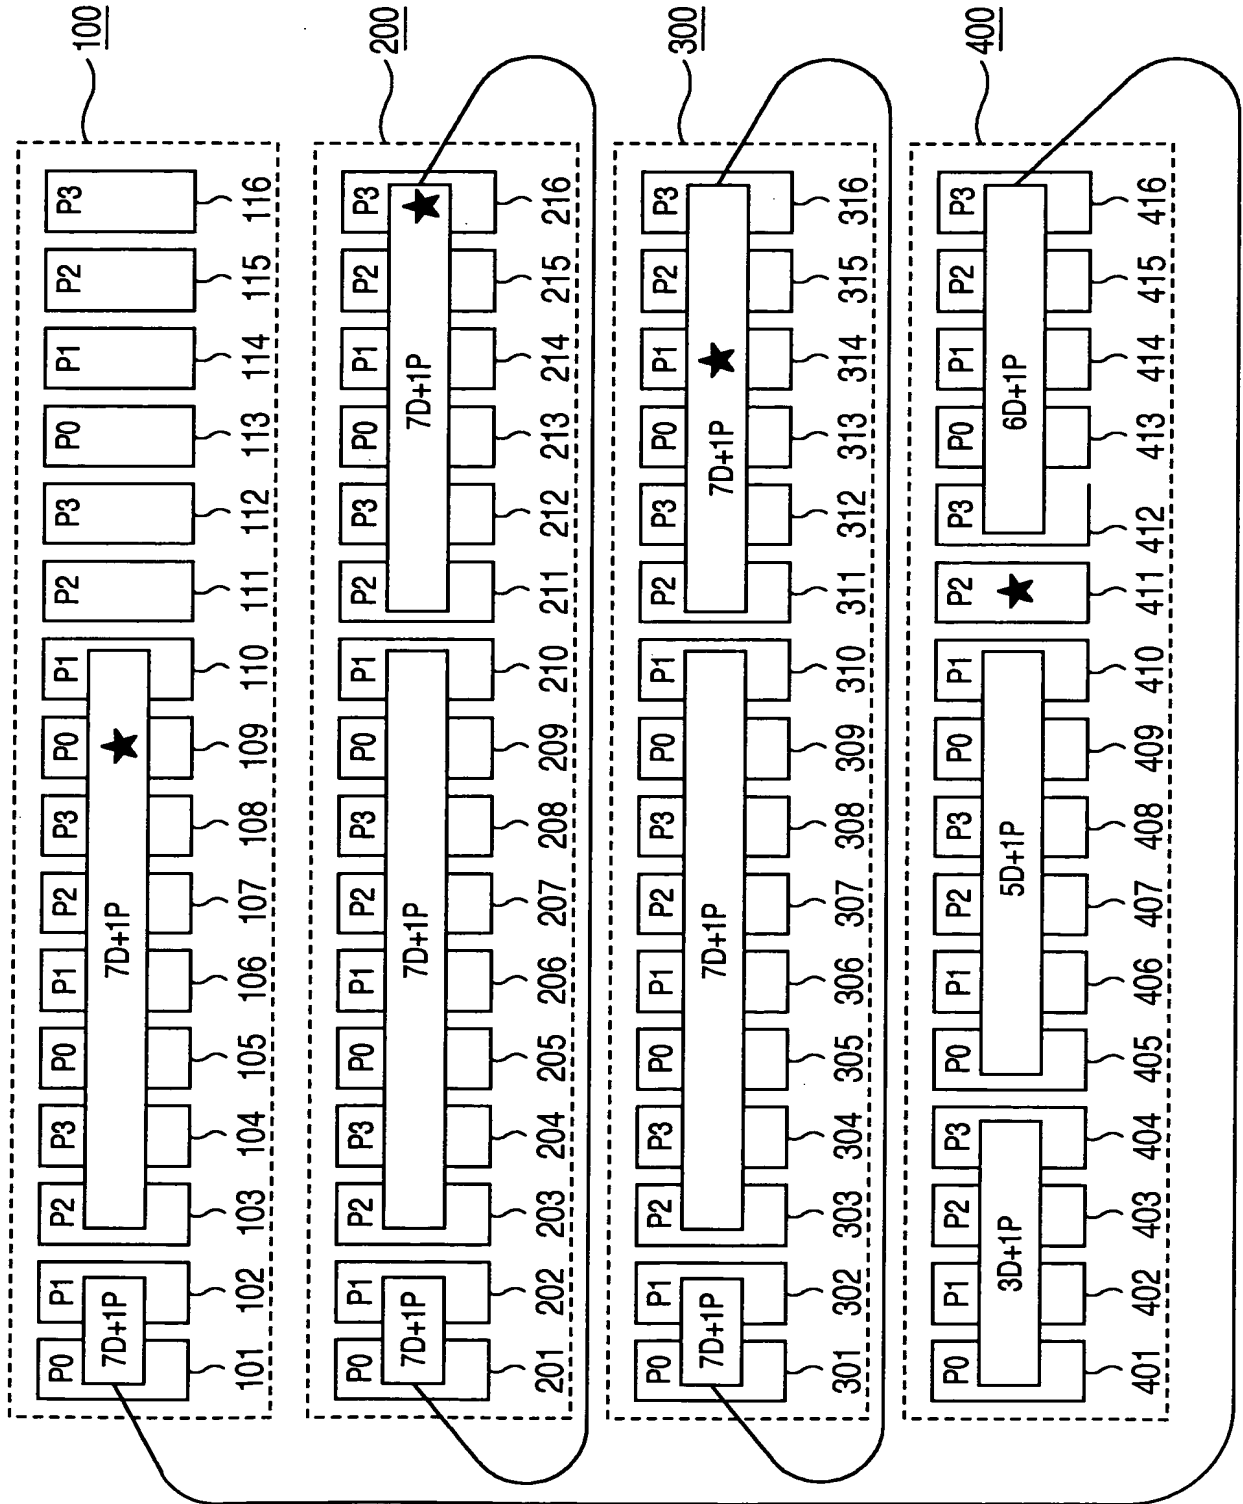 100
P0 P1 P2 P3 P0 P1 P2 P3 P0 P1 P2 P3 P0 P1 P2 P3
7D+1P 7D+1P
101 102 103 104 105 106 107 108 109 110 111 112 113 114 115 116
200
P0 P1 P2 P3 P0 P1 P2 P3 P0 P1 P2 P3 P0 P1 P2 P3
7D+1P 7D+1P 7D+1P
201 202 203 204 205 206 207 208 209 210 211 212 213 214 215 216
300
P0 P1 P2 P3 P0 P1 P2 P3 P0 P1 P2 P3 P0 P1 P2 P3
7D+1P 7D+1P 7D+1P
301 302 303 304 305 306 307 308 309 310 311 312 313 314 315 316
400
P0 P1 P2 P3 P0 P1 P2 P3 P0 P1 P2 P3 P0 P1 P2 P3
3D+1P 5D+1P 6D+1P
401 402 403 404 405 406 407 408 409 410 411 412 413 414 415 416